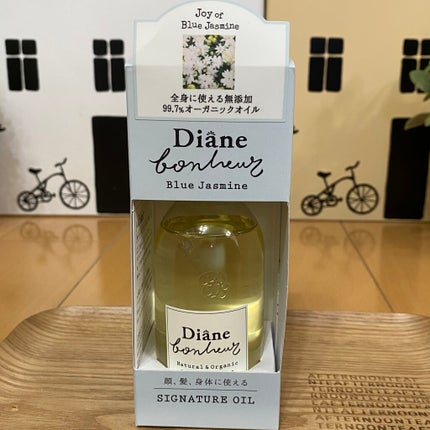 Joy of
Blue Jasmine
全身に使える無添加
99.7%オーガニックオイル
Diane
bonheur
Blue Jasmine
Diane
bonheur
Natural & Organic
顔、髪、身体に使える
SIGNATURE OIL
AFTERNOON